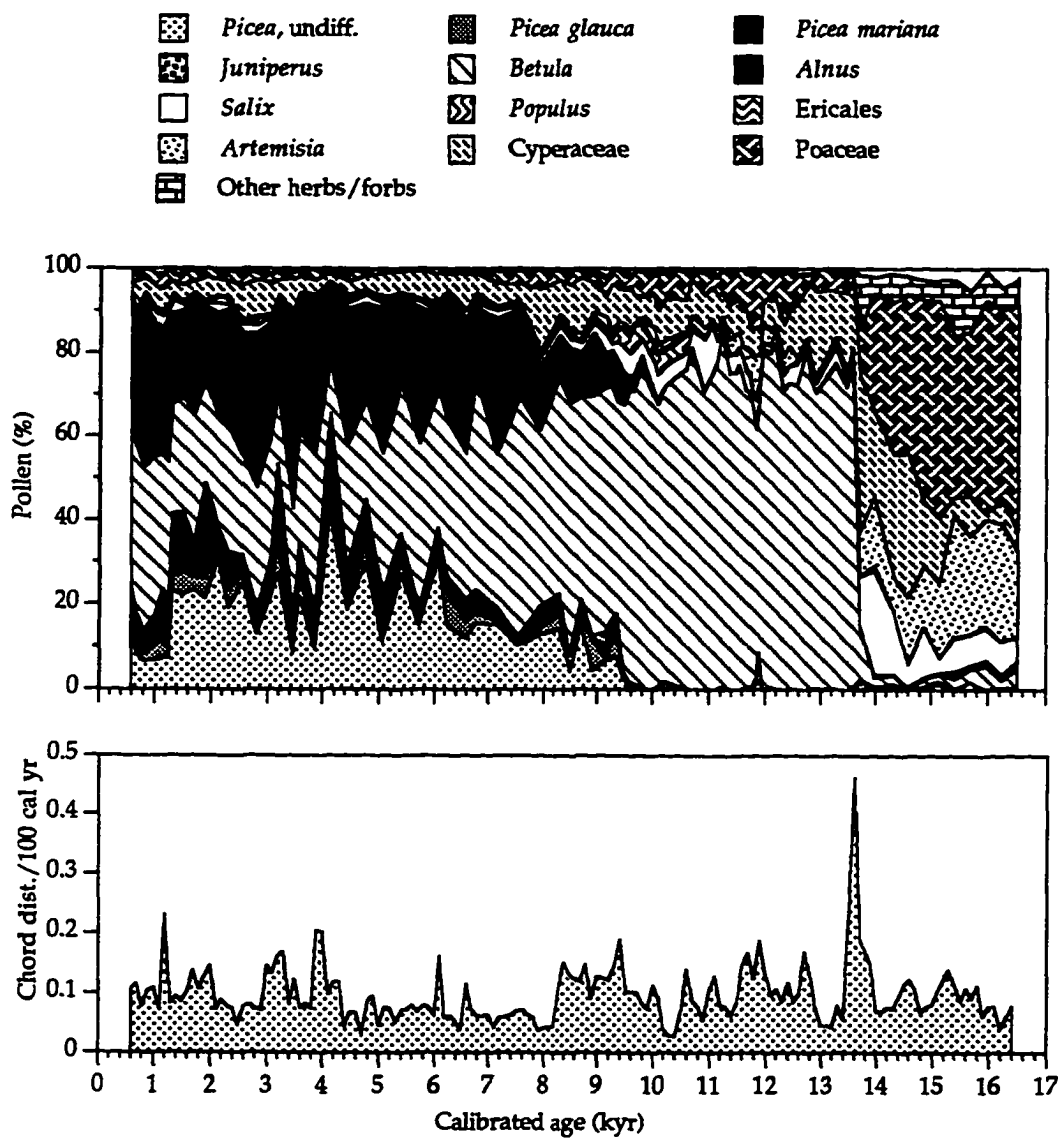 Picea, undiff. Picea glauca Picea mariana
Juniperus Betula Alnus
Salix Populus Ericales
Artemisia Cyperaceae Poaceae
Other herbs/forbs
100
80
60
40
20
0
Pollen (%)
0.5
0.4
0.3
0.2
0.1
0
Chord dist./100 cal yr
0 1 2 3 4 5 6 7 8 9 10 11 12 13 14 15 16 17
Calibrated age (kyr)